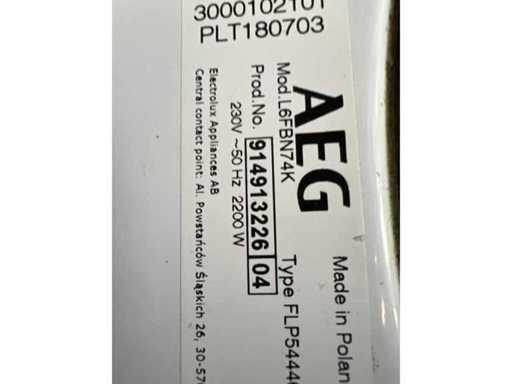 3000102101
PLT180703
AEG
Made in Polan
Mod.L6FBN74K
Type FLP5444
Prod.No. 914913226 04
230V ~50 Hz 2200 W
Electrolux Appliances AB
Central contact point: Al. Powstańców Śląskich 26, 30-570